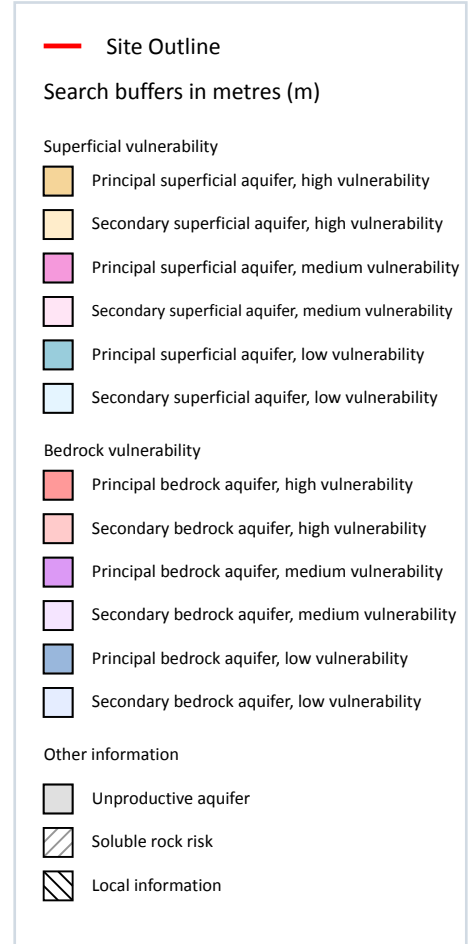 Site Outline
Search buffers in metres (m)
Superficial vulnerability
Principal superficial aquifer, high vulnerability
Secondary superficial aquifer, high vulnerability
Principal superficial aquifer, medium vulnerability
Secondary superficial aquifer, medium vulnerability
Principal superficial aquifer, low vulnerability
Secondary superficial aquifer, low vulnerability
Bedrock vulnerability
Principal bedrock aquifer, high vulnerability
Secondary bedrock aquifer, high vulnerability
Principal bedrock aquifer, medium vulnerability
Secondary bedrock aquifer, medium vulnerability
Principal bedrock aquifer, low vulnerability
Secondary bedrock aquifer, low vulnerability
Other information
Unproductive aquifer
Soluble rock risk
Local information